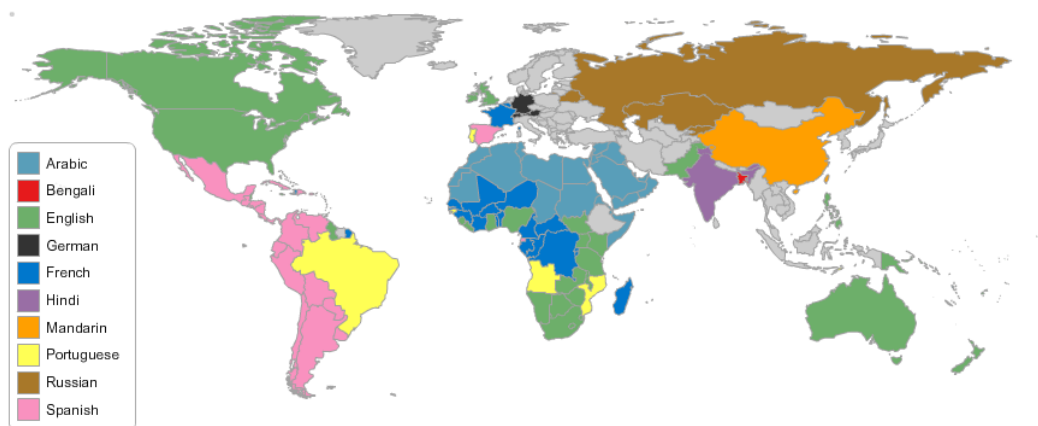 Arabic
Bengali
English
German
French
Hindi
Mandarin
Portuguese
Russian
Spanish